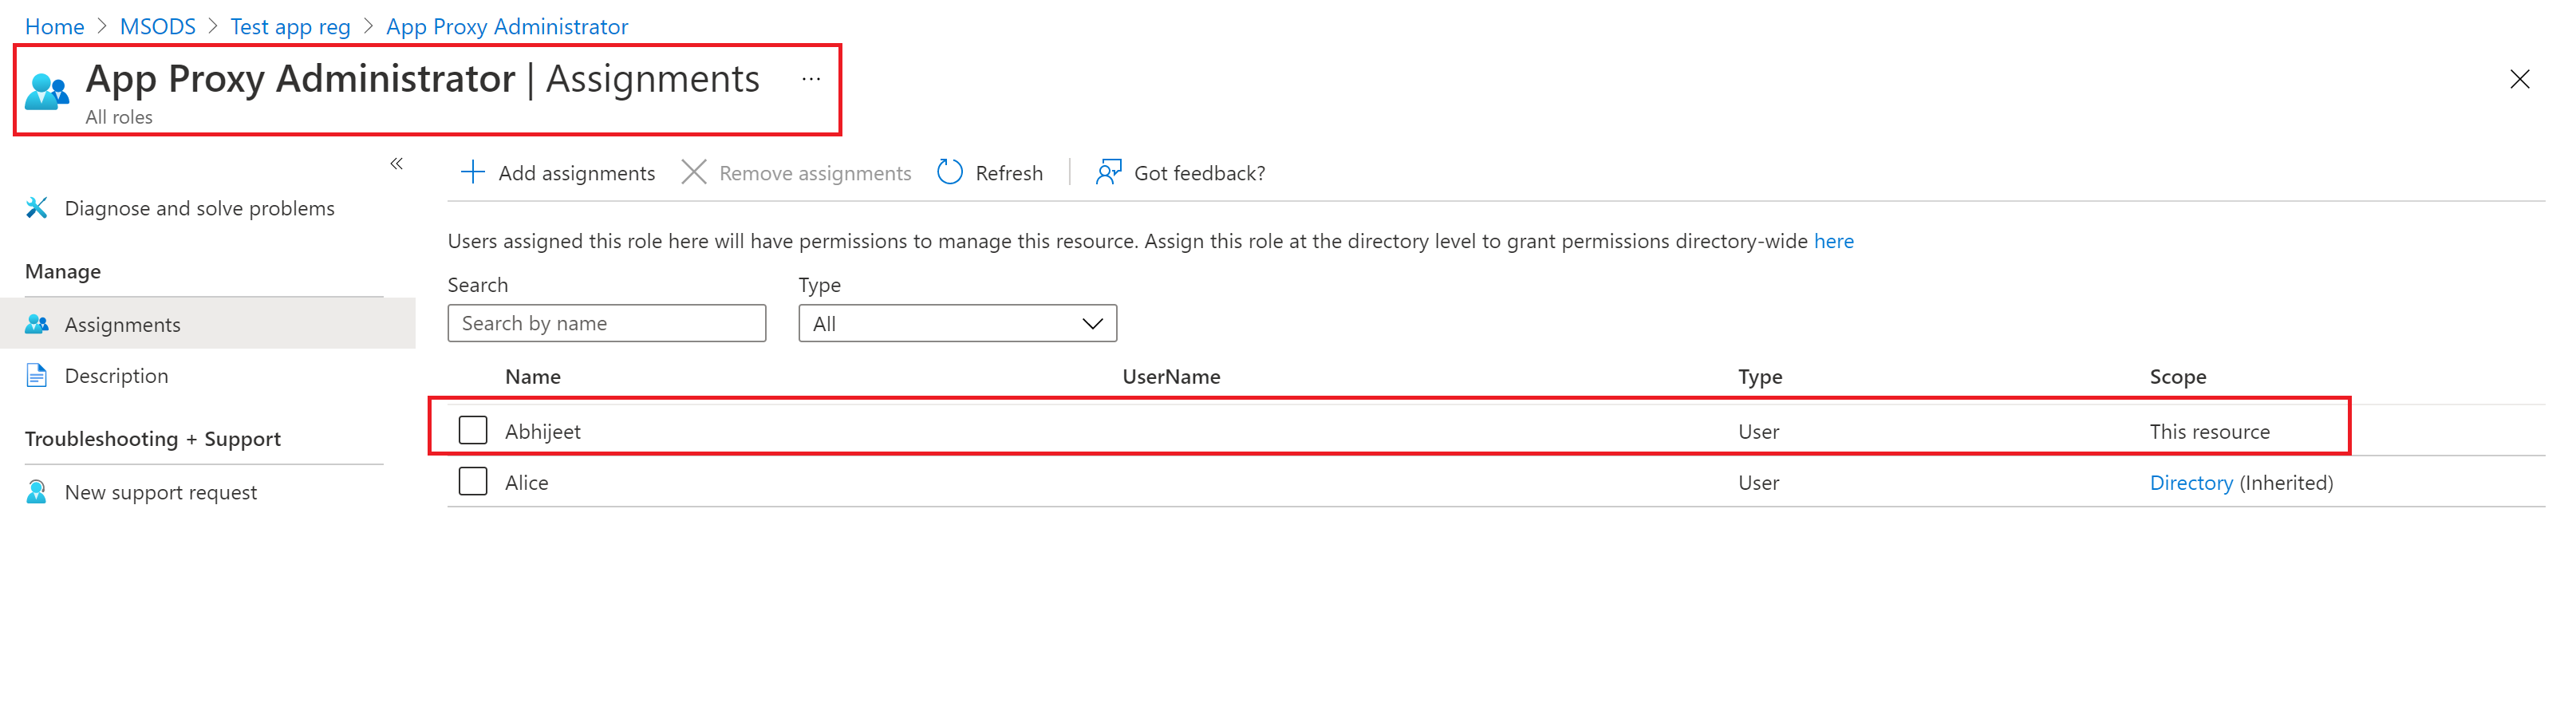 Home > MSODS > Test app reg > App Proxy Administrator
App Proxy Administrator | Assignments ...
All roles
Diagnose and solve problems
Manage
Assignments
Description
Troubleshooting + Support
New support request
Add assignments Remove assignments Refresh Got feedback?
Users assigned this role here will have permissions to manage this resource. Assign this role at the directory level to grant permissions directory-wide here
Search Type
Search by name All
Name UserName Type Scope
Abhijeet User This resource
Alice User Directory (Inherited)